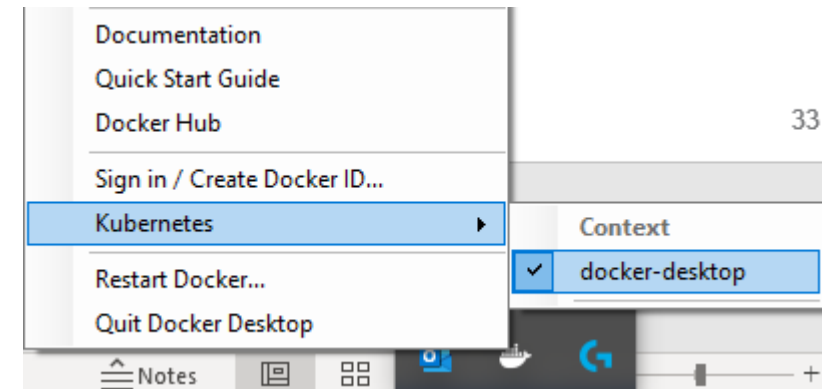 Documentation
Quick Start Guide
Docker Hub
33
Sign in / Create Docker ID...
Kubernetes
Context
docker-desktop
Restart Docker...
Quit Docker Desktop
Notes